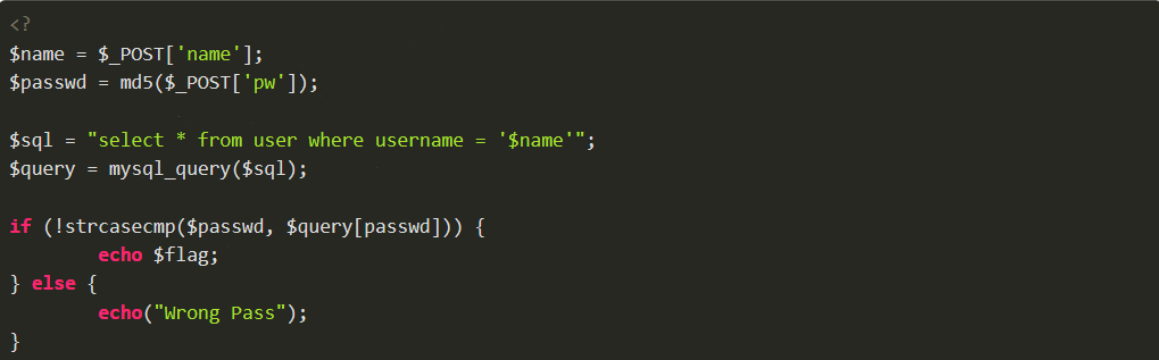 <?
$name = $_POST['name'];
$passwd = md5($_POST['pw']);
$sql = "select * from user where username = '$name'";
$query = mysql_query($sql);
if (!strcasecmp($passwd, $query[passwd])) {
echo $flag;
} else {
echo("Wrong Pass");
}